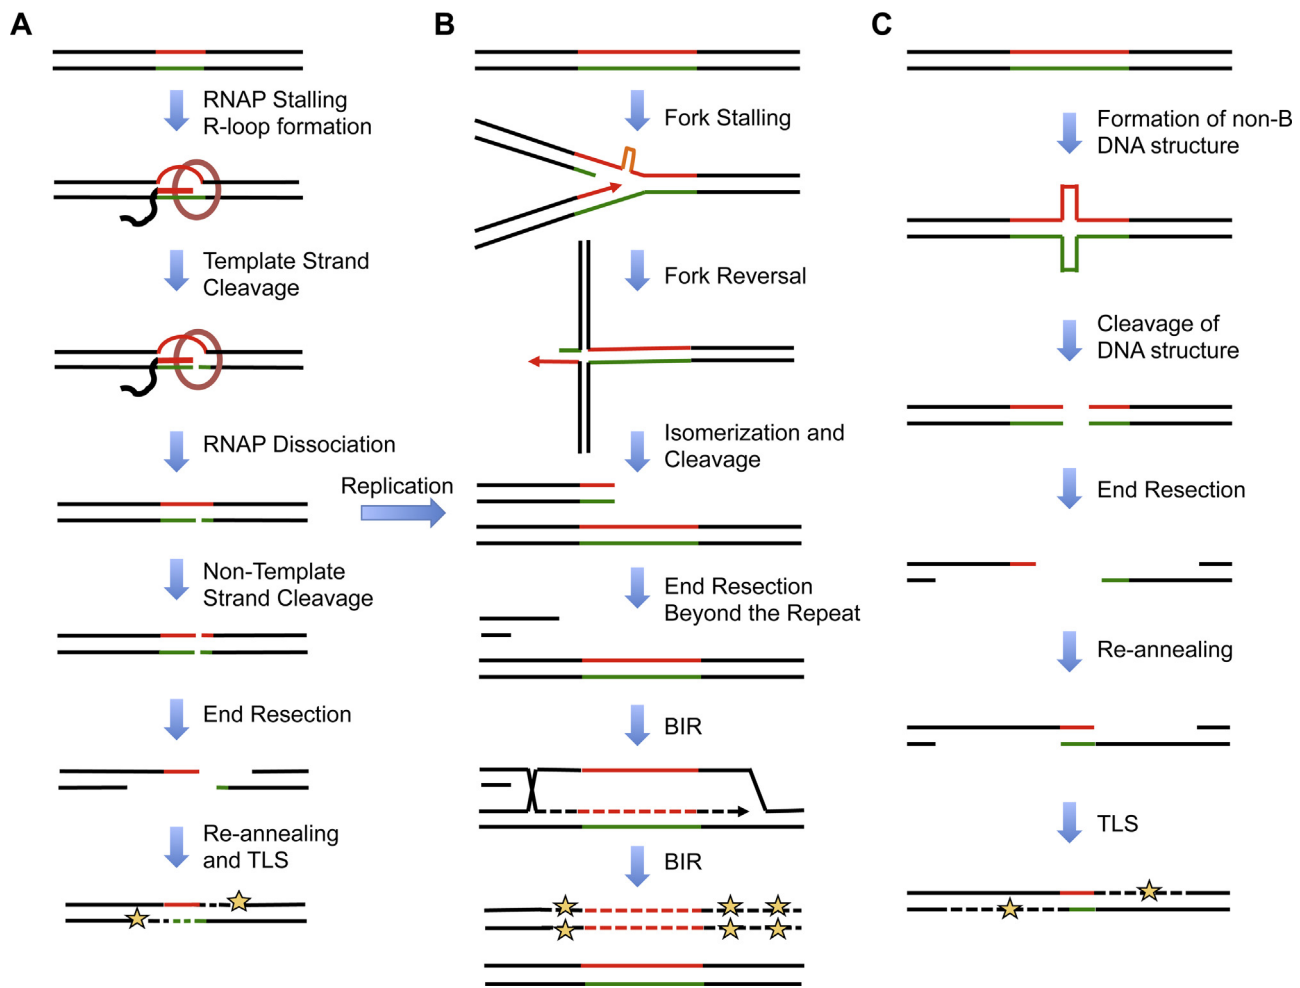 A
RNAP Stalling
R-loop formation
Template Strand
Cleavage
RNAP Dissociation
Replication
Non-Template
Strand Cleavage
End Resection
Re-annealing
and TLS
B
Fork Stalling
Fork Reversal
Isomerization and
Cleavage
End Resection
Beyond the Repeat
BIR
BIR
C
Formation of non-B
DNA structure
Cleavage of
DNA structure
End Resection
Re-annealing
TLS